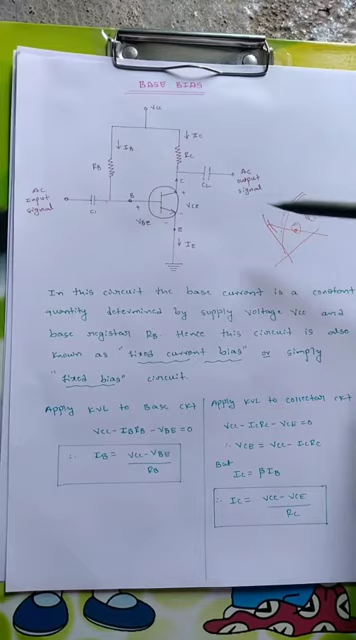 BASE BIAS
VCC
IB
IC
RB
RC
C
C2
AC
output
signal
AC
input
signal
C1
B
+
VBE
-
+
VCE
-
E
IE
In this circuit the base current is a constant
quantity determined by supply voltage VCC and
base register RB. Hence this circuit is also
known as "fixed current bias" or simply
"fixed bias" circuit.
Apply KVL to Base CKT
VCC - IBRB - VBE = 0
∴ IB = VCC - VBE
RB
Apply KVL to collector CKT
VCC - ICRC - VCE = 0
∴ VCE = VCC - ICRC
But
IC = βIB
∴ IC = VCC - VCE
RC